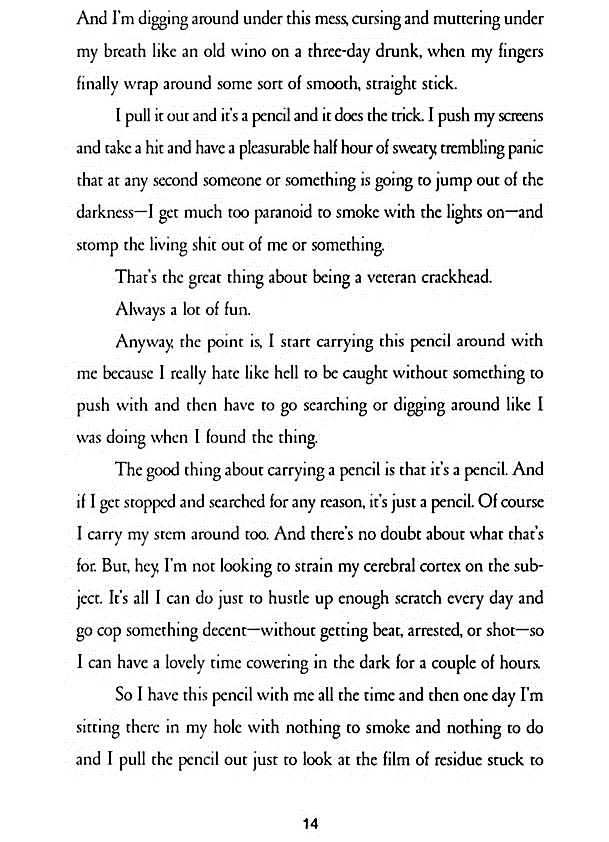 And I'm digging around under this mess, cursing and muttering under
my breath like an old wino on a three-day drunk, when my fingers
finally wrap around some sort of smooth, straight stick.
I pull it out and it's a pencil and it does the trick. I push my screens
and take a hit and have a pleasurable half hour of sweaty, trembling panic
that at any second someone or something is going to jump out of the
darkness—I get much too paranoid to smoke with the lights on—and
stomp the living shit out of me or something.
That's the great thing about being a veteran crackhead.
Always a lot of fun.
Anyway, the point is, I start carrying this pencil around with
me because I really hate like hell to be caught without something to
push with and then have to go searching or digging around like I
was doing when I found the thing.
The good thing about carrying a pencil is that it's a pencil. And
if I get stopped and searched for any reason, it's just a pencil. Of course
I carry my stem around too. And there's no doubt about what that's
for. But, hey, I'm not looking to strain my cerebral cortex on the sub-
ject. It's all I can do just to hustle up enough scratch every day and
go cop something decent—without getting beat, arrested, or shot—so
I can have a lovely time cowering in the dark for a couple of hours.
So I have this pencil with me all the time and then one day I'm
sitting there in my hole with nothing to smoke and nothing to do
and I pull the pencil out just to look at the film of residue stuck to
14